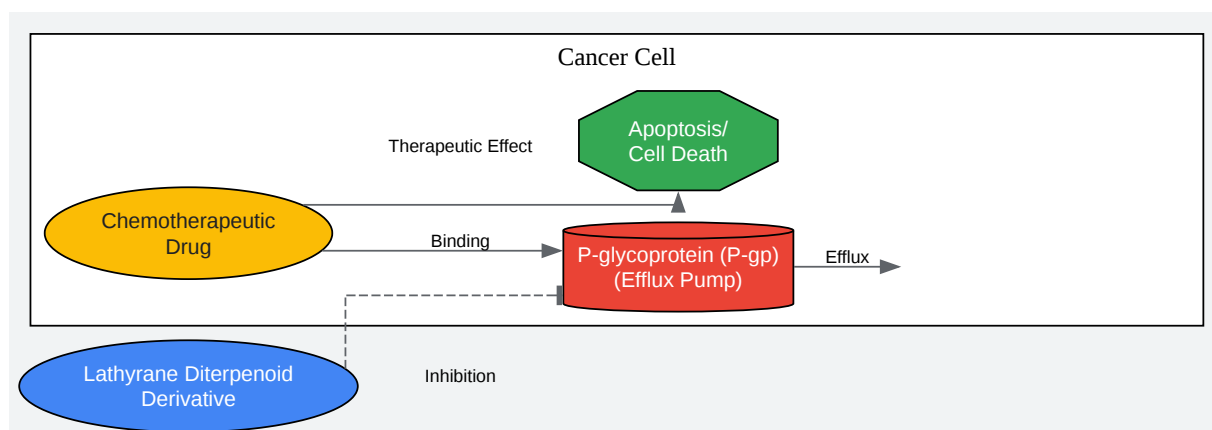 Cancer Cell
Apoptosis/
Cell Death
Therapeutic Effect
Chemotherapeutic
Drug
Binding
P-glycoprotein (P-gp)
(Efflux Pump)
Efflux
Lathyrane Diterpenoid
Derivative
Inhibition